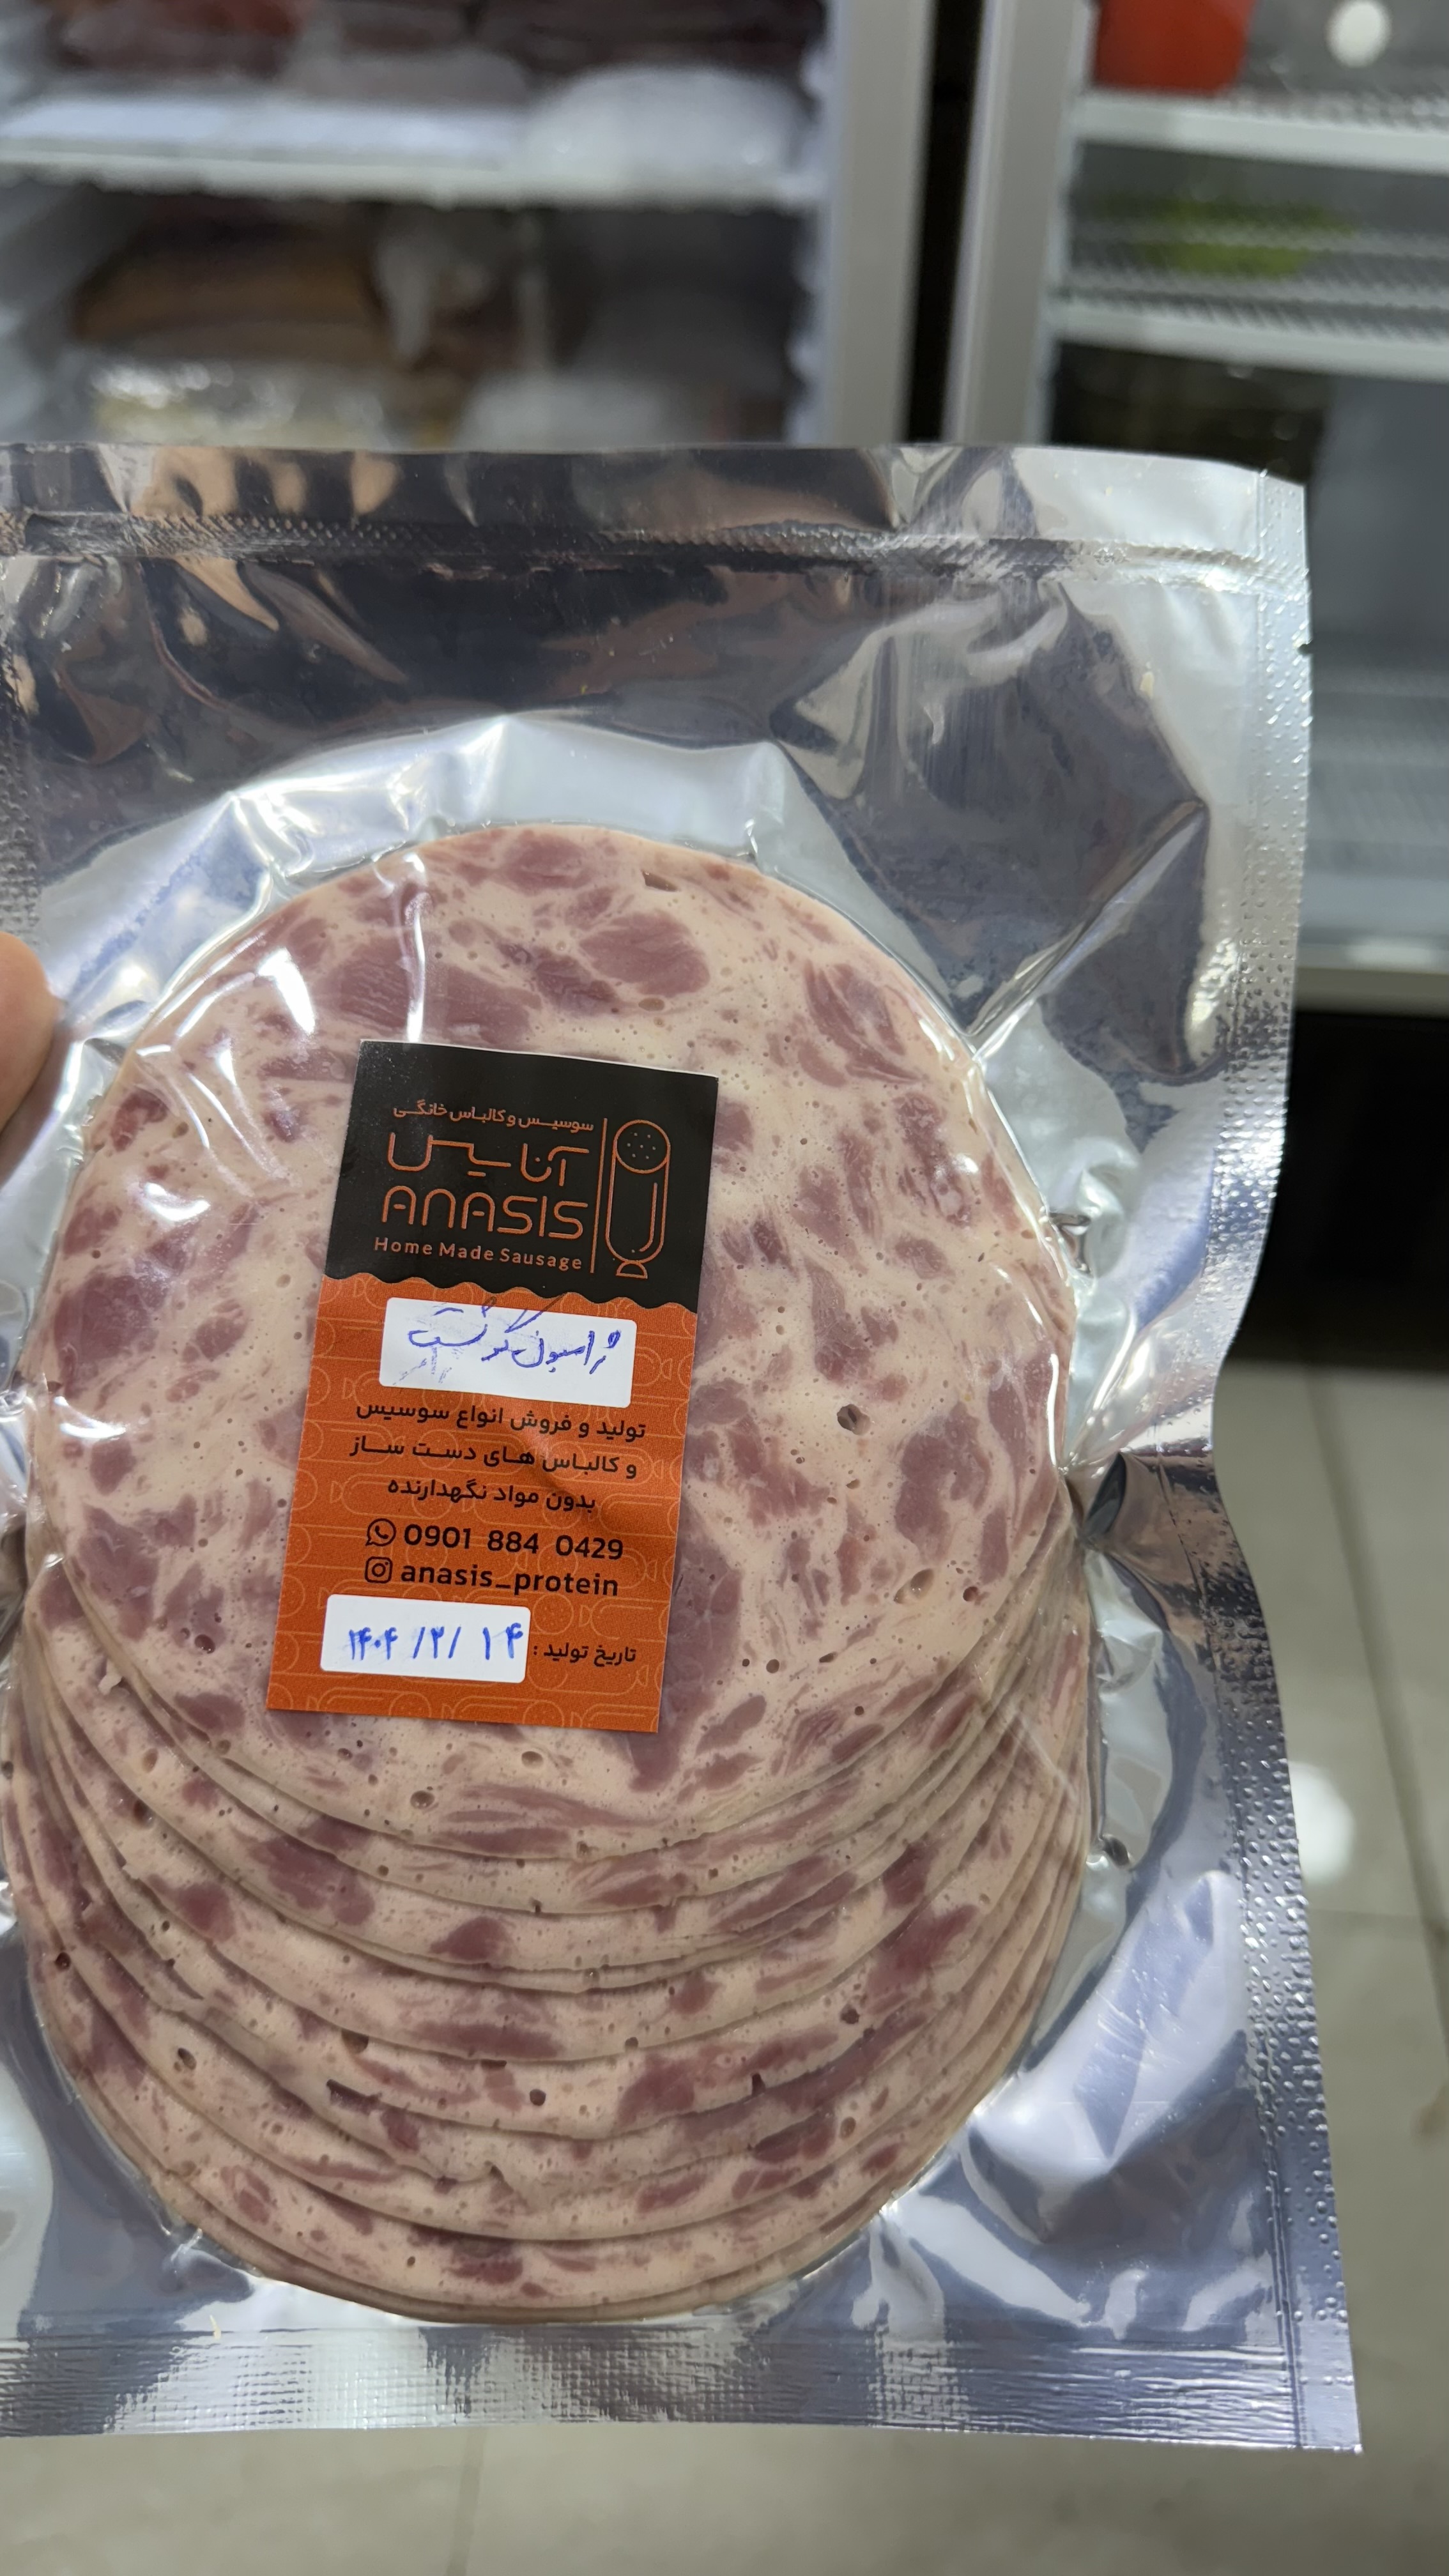 سوسیس و کالباس خانگی
آنایس
ANASIS
Home Made Sausage
ژامبون گوشت
تولید و فروش انواع سوسیس
و کالباس های دست ساز
بدون مواد نگهدارنده
0901 884 0429
anasis_protein
تاریخ تولید : ۱۴۰۴/۲/۱۴